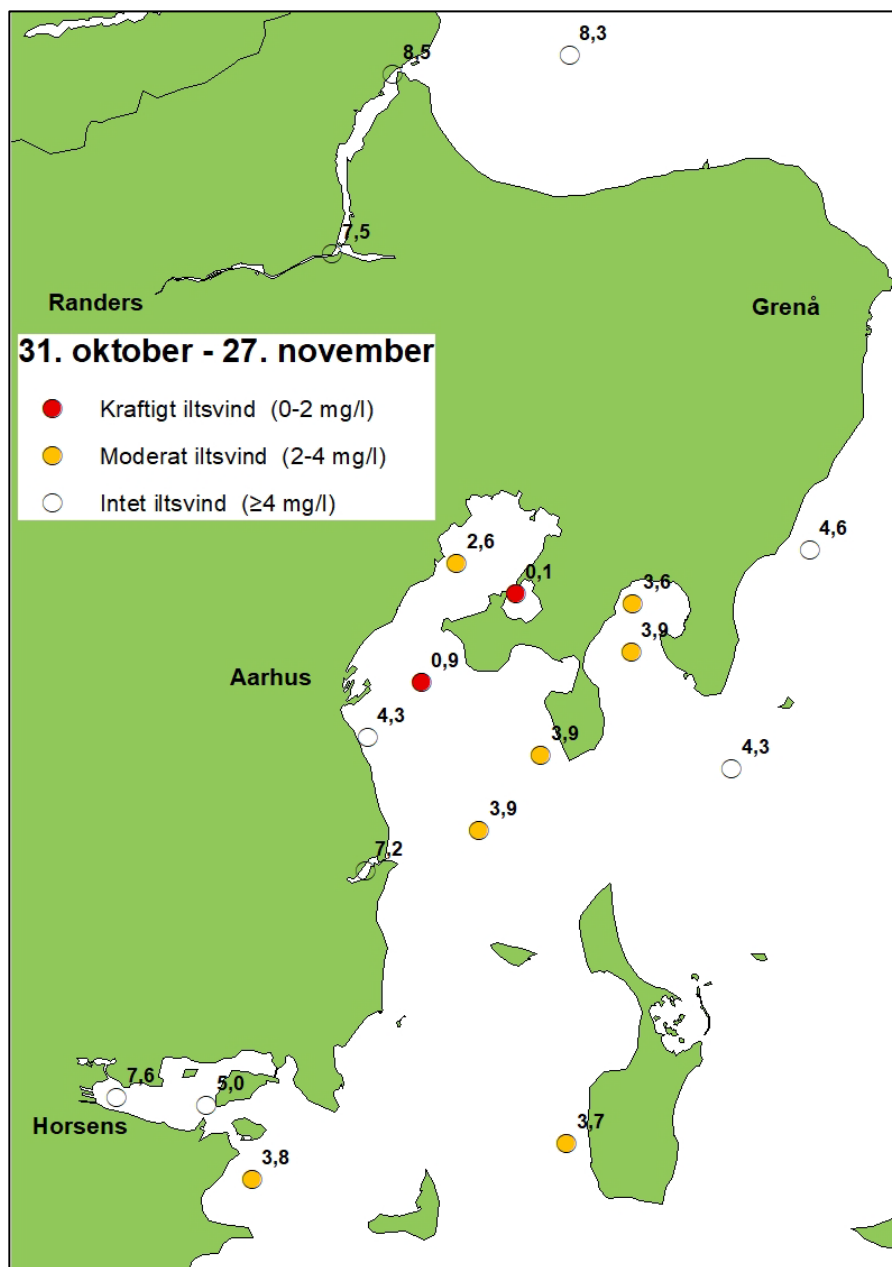 8,5
8,3
7,5
Randers
Grenå
31. oktober - 27. november
Kraftigt iltsvind (0-2 mg/l)
Moderat iltsvind (2-4 mg/l)
Intet iltsvind (≥4 mg/l)
2,6
4,6
0,1
3,6
3,9
0,9
Aarhus
4,3
3,9
4,3
3,9
7,2
7,6
5,0
Horsens
3,7
3,8